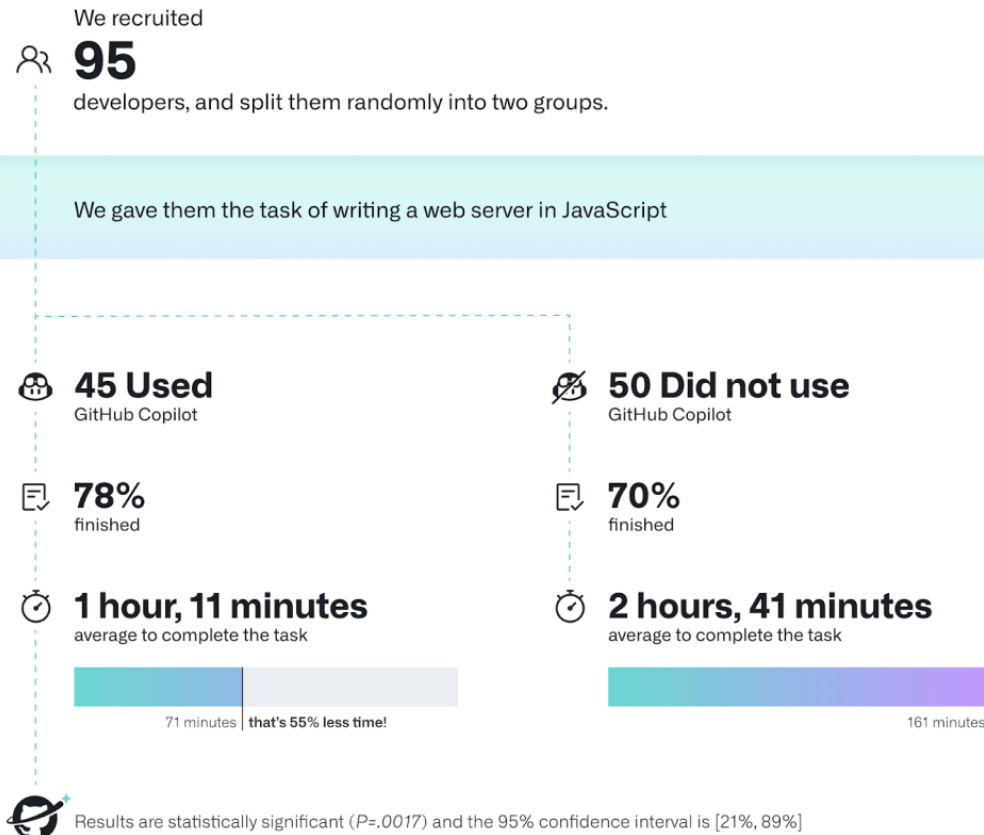 We recruited
95
developers, and split them randomly into two groups.
We gave them the task of writing a web server in JavaScript
45 Used
GitHub Copilot
78%
finished
1 hour, 11 minutes
average to complete the task
71 minutes
that's 55% less time!
50 Did not use
GitHub Copilot
70%
finished
2 hours, 41 minutes
average to complete the task
161 minutes
Results are statistically significant (P=.0017) and the 95% confidence interval is [21%, 89%]